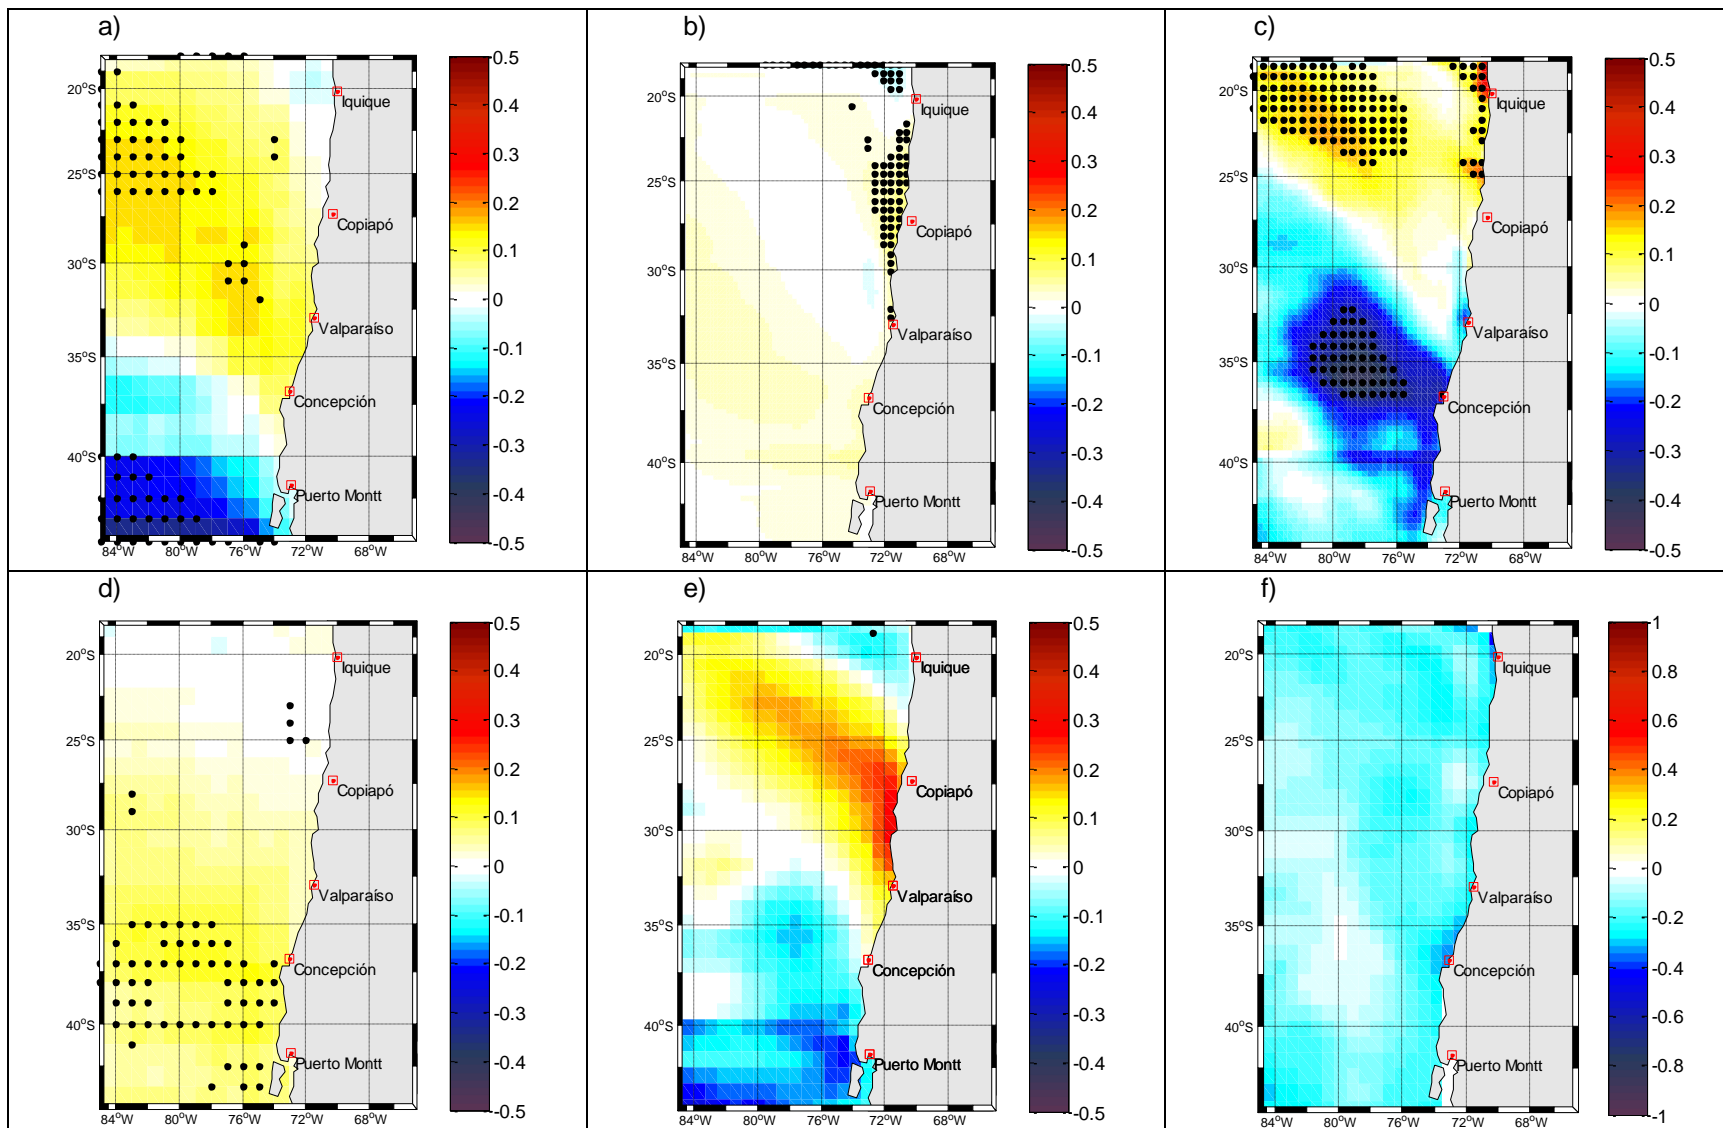 a)
0.5
0.4
0.3
0.2
0.1
0
-0.1
-0.2
-0.3
-0.4
-0.5
20°S
25°S
30°S
35°S
40°S
84°W 80°W 76°W 72°W 68°W
Iquique
Copiapó
Valparaíso
Concepción
Puerto Montt
b)
0.5
0.4
0.3
0.2
0.1
0
-0.1
-0.2
-0.3
-0.4
-0.5
20°S
25°S
30°S
35°S
40°S
84°W 80°W 76°W 72°W 68°W
Iquique
Copiapó
Valparaíso
Concepción
Puerto Montt
c)
0.5
0.4
0.3
0.2
0.1
0
-0.1
-0.2
-0.3
-0.4
-0.5
20°S
25°S
30°S
35°S
40°S
84°W 80°W 76°W 72°W 68°W
Iquique
Copiapó
Valparaíso
Concepción
Puerto Montt
d)
0.5
0.4
0.3
0.2
0.1
0
-0.1
-0.2
-0.3
-0.4
-0.5
20°S
25°S
30°S
35°S
40°S
84°W 80°W 76°W 72°W 68°W
Iquique
Copiapó
Valparaíso
Concepción
Puerto Montt
e)
0.5
0.4
0.3
0.2
0.1
0
-0.1
-0.2
-0.3
-0.4
-0.5
20°S
25°S
30°S
35°S
40°S
84°W 80°W 76°W 72°W 68°W
Iquique
Copiapó
Valparaíso
Concepción
Puerto Montt
f)
1
0.8
0.6
0.4
0.2
0
-0.2
-0.4
-0.6
-0.8
-1
20°S
25°S
30°S
35°S
40°S
84°W 80°W 76°W 72°W 68°W
Iquique
Copiapó
Valparaíso
Concepción
Puerto Montt